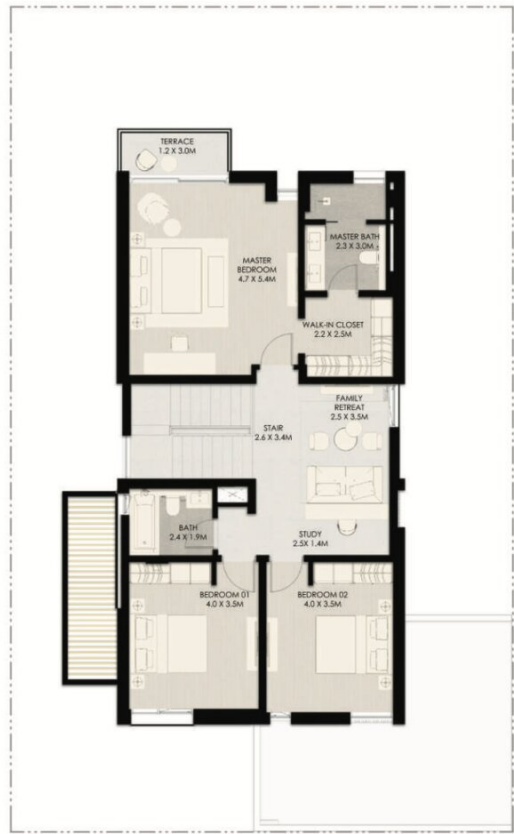 TERRACE
1.2 X 3.0M
MASTER BATH
2.3 X 3.0M
MASTER
BEDROOM
4.7 X 5.4M
WALK-IN CLOSET
2.2 X 2.5M
FAMILY
RETREAT
2.5 X 3.5M
STAIR
2.6 X 3.4M
BATH
2.4 X 1.9M
STUDY
2.5X 1.4M
BEDROOM 01
4.0 X 3.5M
BEDROOM 02
4.0 X 3.5M